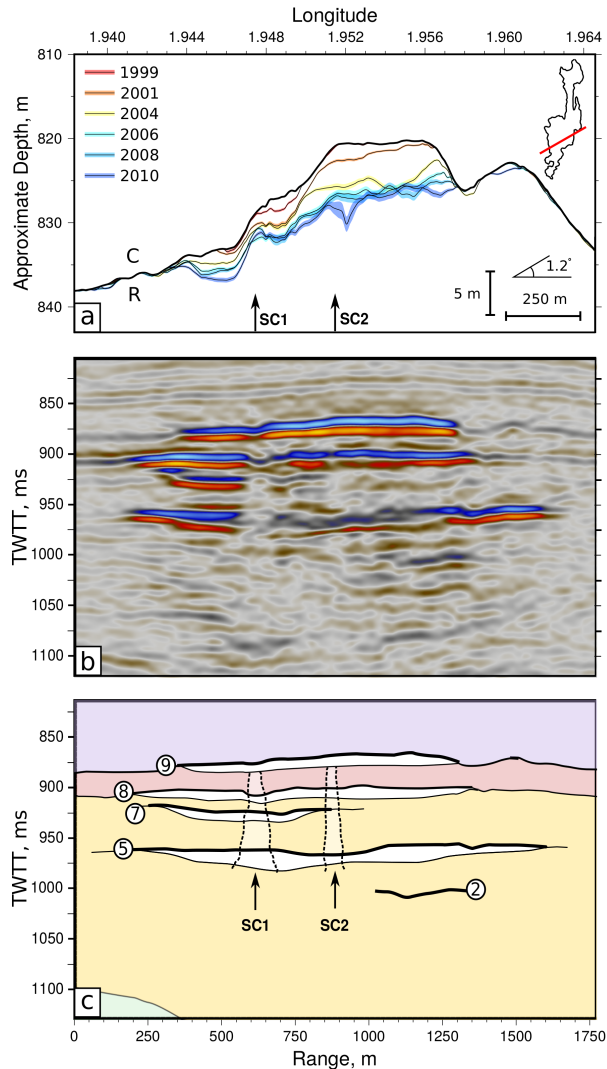 Longitude
1.940 1.944 1.948 1.952 1.956 1.960 1.964
810
1999
2001
2004
2006
2008
2010
820
830
840
Approximate Depth, m
C
R
1.2°
5 m
250 m
SC1
SC2
a
850
900
950
1000
1050
1100
TWTT, ms
b
850
900
950
1000
1050
1100
TWTT, ms
9
8
7
5
2
SC1
SC2
c
0 250 500 750 1000 1250 1500 1750
Range, m